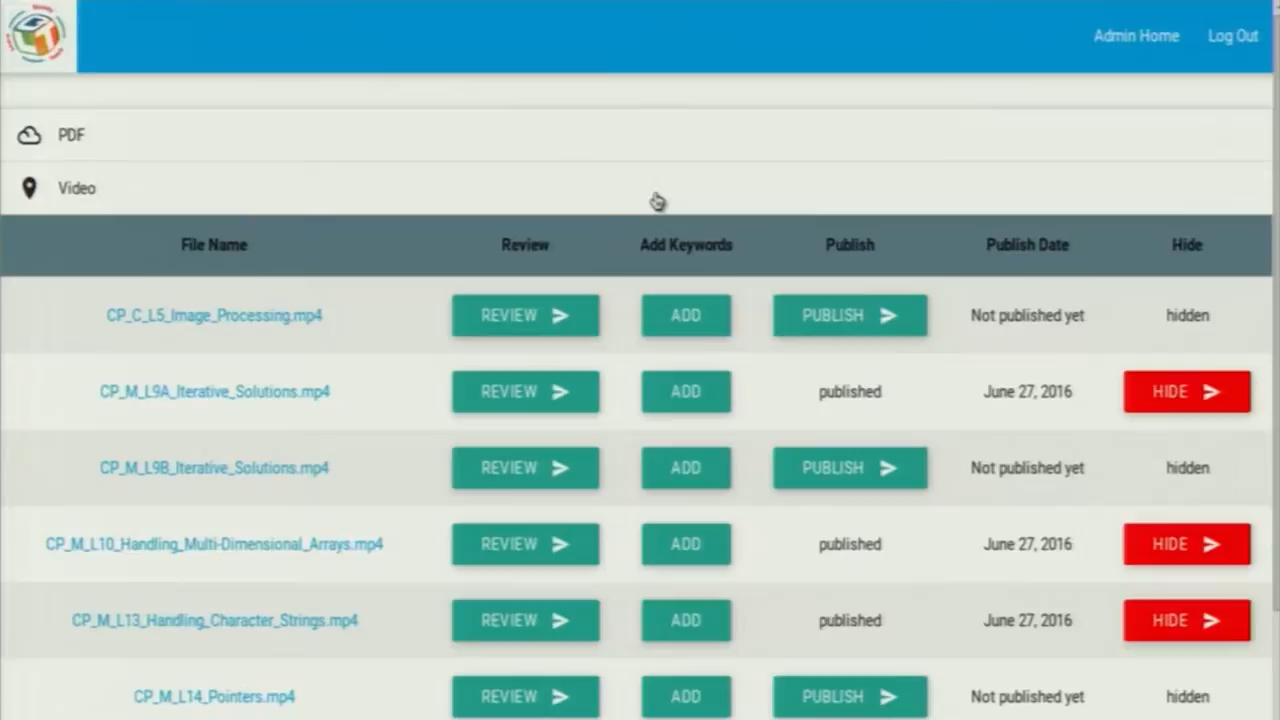 Admin Home Log Out
PDF
Video
File Name Review Add Keywords Publish Publish Date Hide
CP_C_L5_Image_Processing.mp4 REVIEW ADD PUBLISH Not published yet hidden
CP_M_L9A_Iterative_Solutions.mp4 REVIEW ADD published June 27, 2016 HIDE
CP_M_L9B_Iterative_Solutions.mp4 REVIEW ADD PUBLISH Not published yet hidden
CP_M_L10_Handling_Multi-Dimensional_Arrays.mp4 REVIEW ADD published June 27, 2016 HIDE
CP_M_L13_Handling_Character_Strings.mp4 REVIEW ADD published June 27, 2016 HIDE
CP_M_L14_Pointers.mp4 REVIEW ADD PUBLISH Not published yet hidden